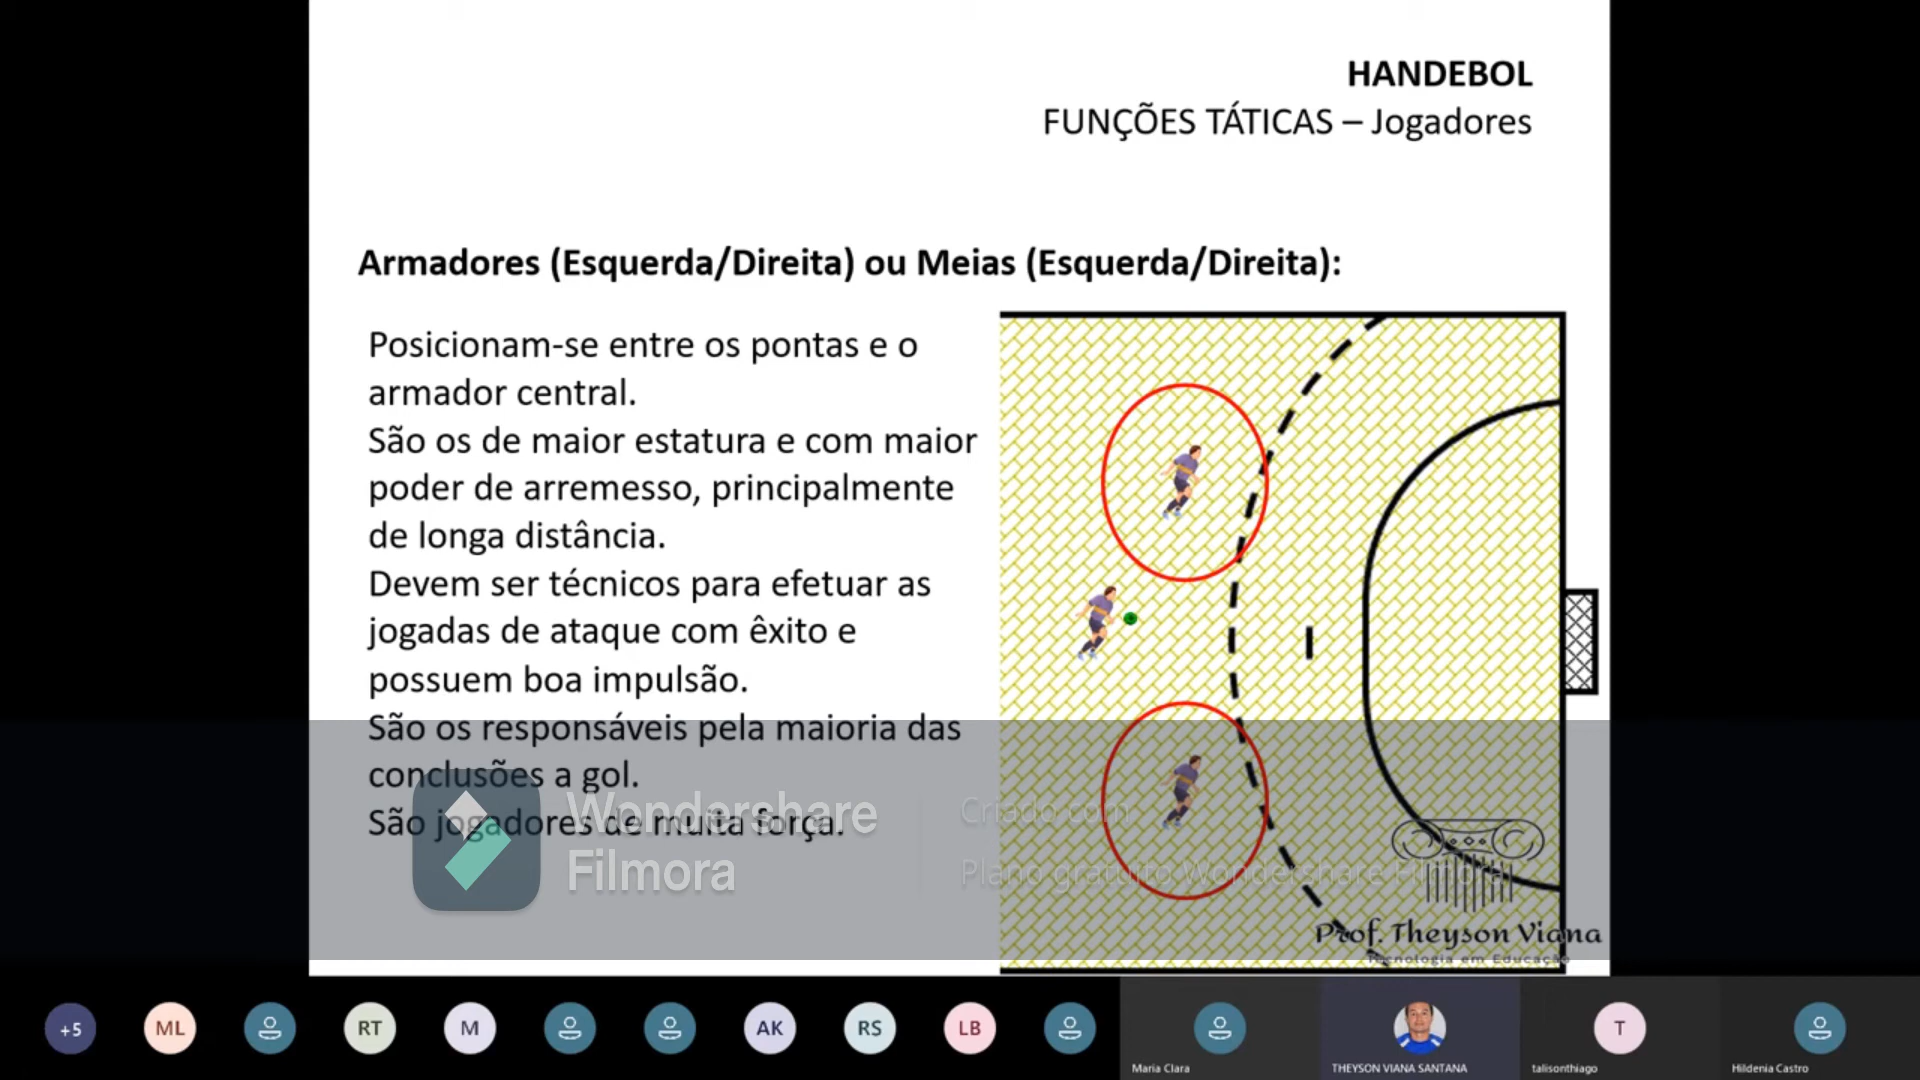 HANDEBOL
FUNÇÕES TÁTICAS – Jogadores
Armadores (Esquerda/Direita) ou Meias (Esquerda/Direita):
Posicionam-se entre os pontas e o
armador central.
São os de maior estatura e com maior
poder de arremesso, principalmente
de longa distância.
Devem ser técnicos para efetuar as
jogadas de ataque com êxito e
possuem boa impulsão.
São os responsáveis pela maioria das
conclusões a gol.
São jogadores de muita força.
Wondershare
Filmora
Criado com
Plano gratuito Wondershare Filmora
Prof. Theyson Viana
Tecnologia em Educação
+5
ML
RT
M
AK
RS
LB
T
Maria Clara
THEYSON VIANA SANTANA
talisonthiago
Hildenia Castro